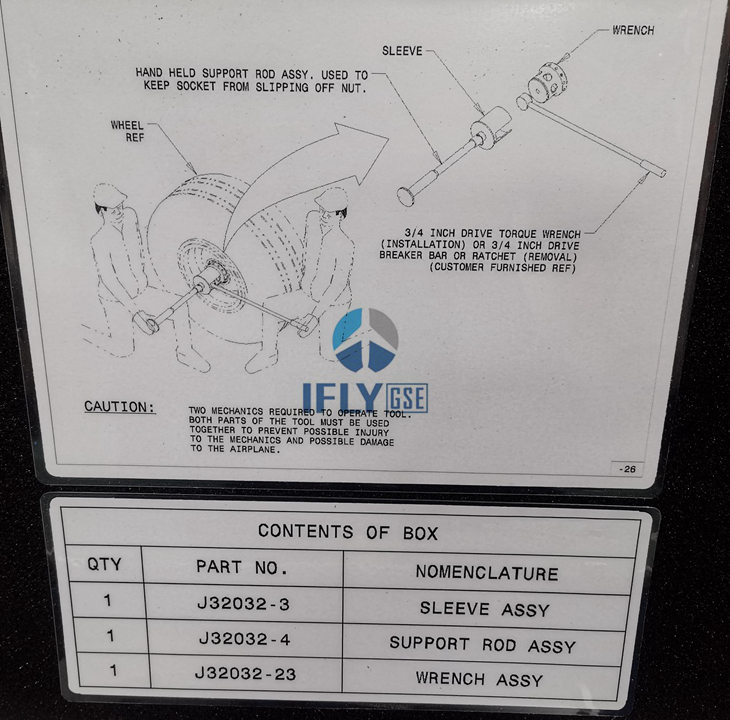 WRENCH
SLEEVE
HAND HELD SUPPORT ROD ASSY. USED TO
KEEP SOCKET FROM SLIPPING OFF NUT.
WHEEL
REF
3/4 INCH DRIVE TORQUE WRENCH
(INSTALLATION) OR 3/4 INCH DRIVE
BREAKER BAR OR RATCHET (REMOVAL)
(CUSTOMER FURNISHED REF)
IFLY GSE
CAUTION:
TWO MECHANICS REQUIRED TO OPERATE TOOL.
BOTH PARTS OF THE TOOL MUST BE USED
TOGETHER TO PREVENT POSSIBLE INJURY
TO THE MECHANICS AND POSSIBLE DAMAGE
TO THE AIRPLANE.
-26
CONTENTS OF BOX
QTY PART NO. NOMENCLATURE
1 J32032-3 SLEEVE ASSY
1 J32032-4 SUPPORT ROD ASSY
1 J32032-23 WRENCH ASSY